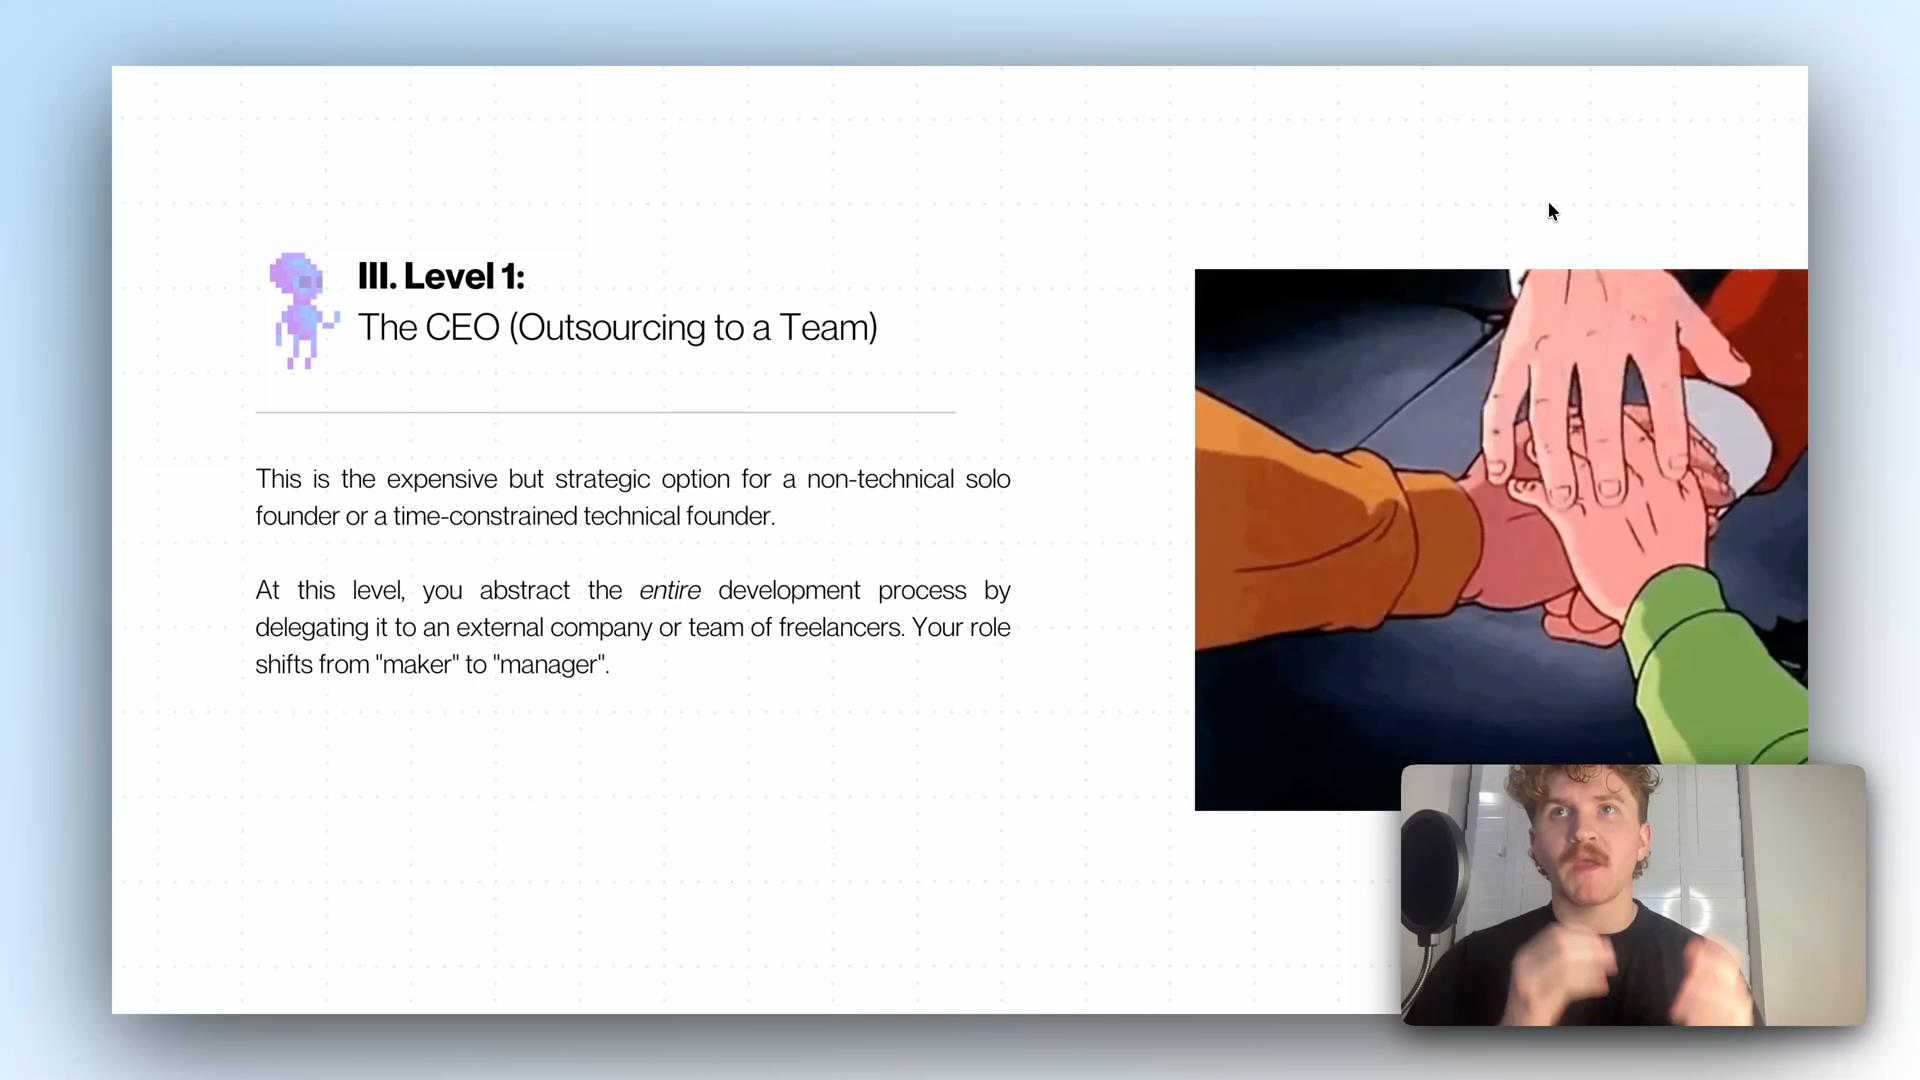 III. Level 1:
The CEO (Outsourcing to a Team)
This is the expensive but strategic option for a non-technical solo
founder or a time-constrained technical founder.
At this level, you abstract the entire development process by
delegating it to an external company or team of freelancers. Your role
shifts from "maker" to "manager".